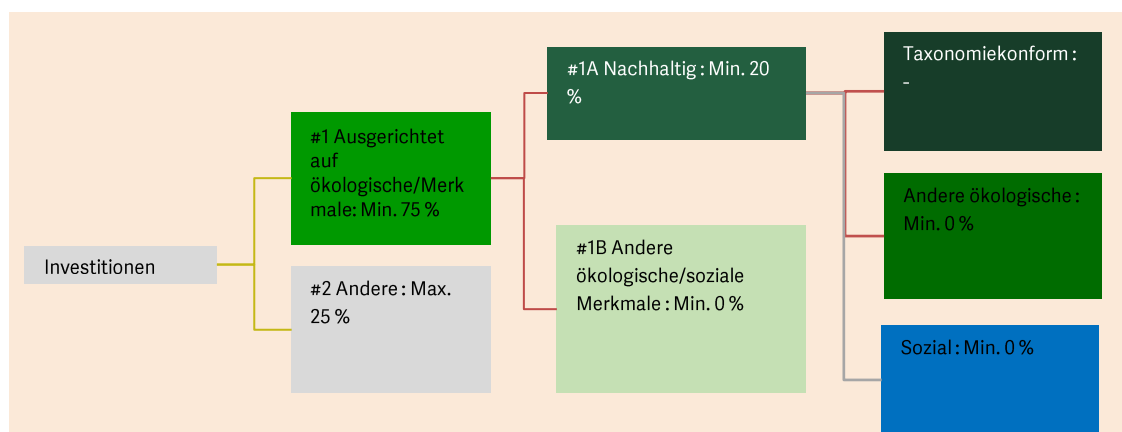 Investitionen
#1 Ausgerichtet
auf
ökologische/Merk
male: Min. 75 %
#2 Andere : Max.
25 %
#1A Nachhaltig : Min. 20
%
#1B Andere
ökologische/soziale
Merkmale : Min. 0 %
Taxonomiekonform :
-
Andere ökologische :
Min. 0 %
Sozial : Min. 0 %